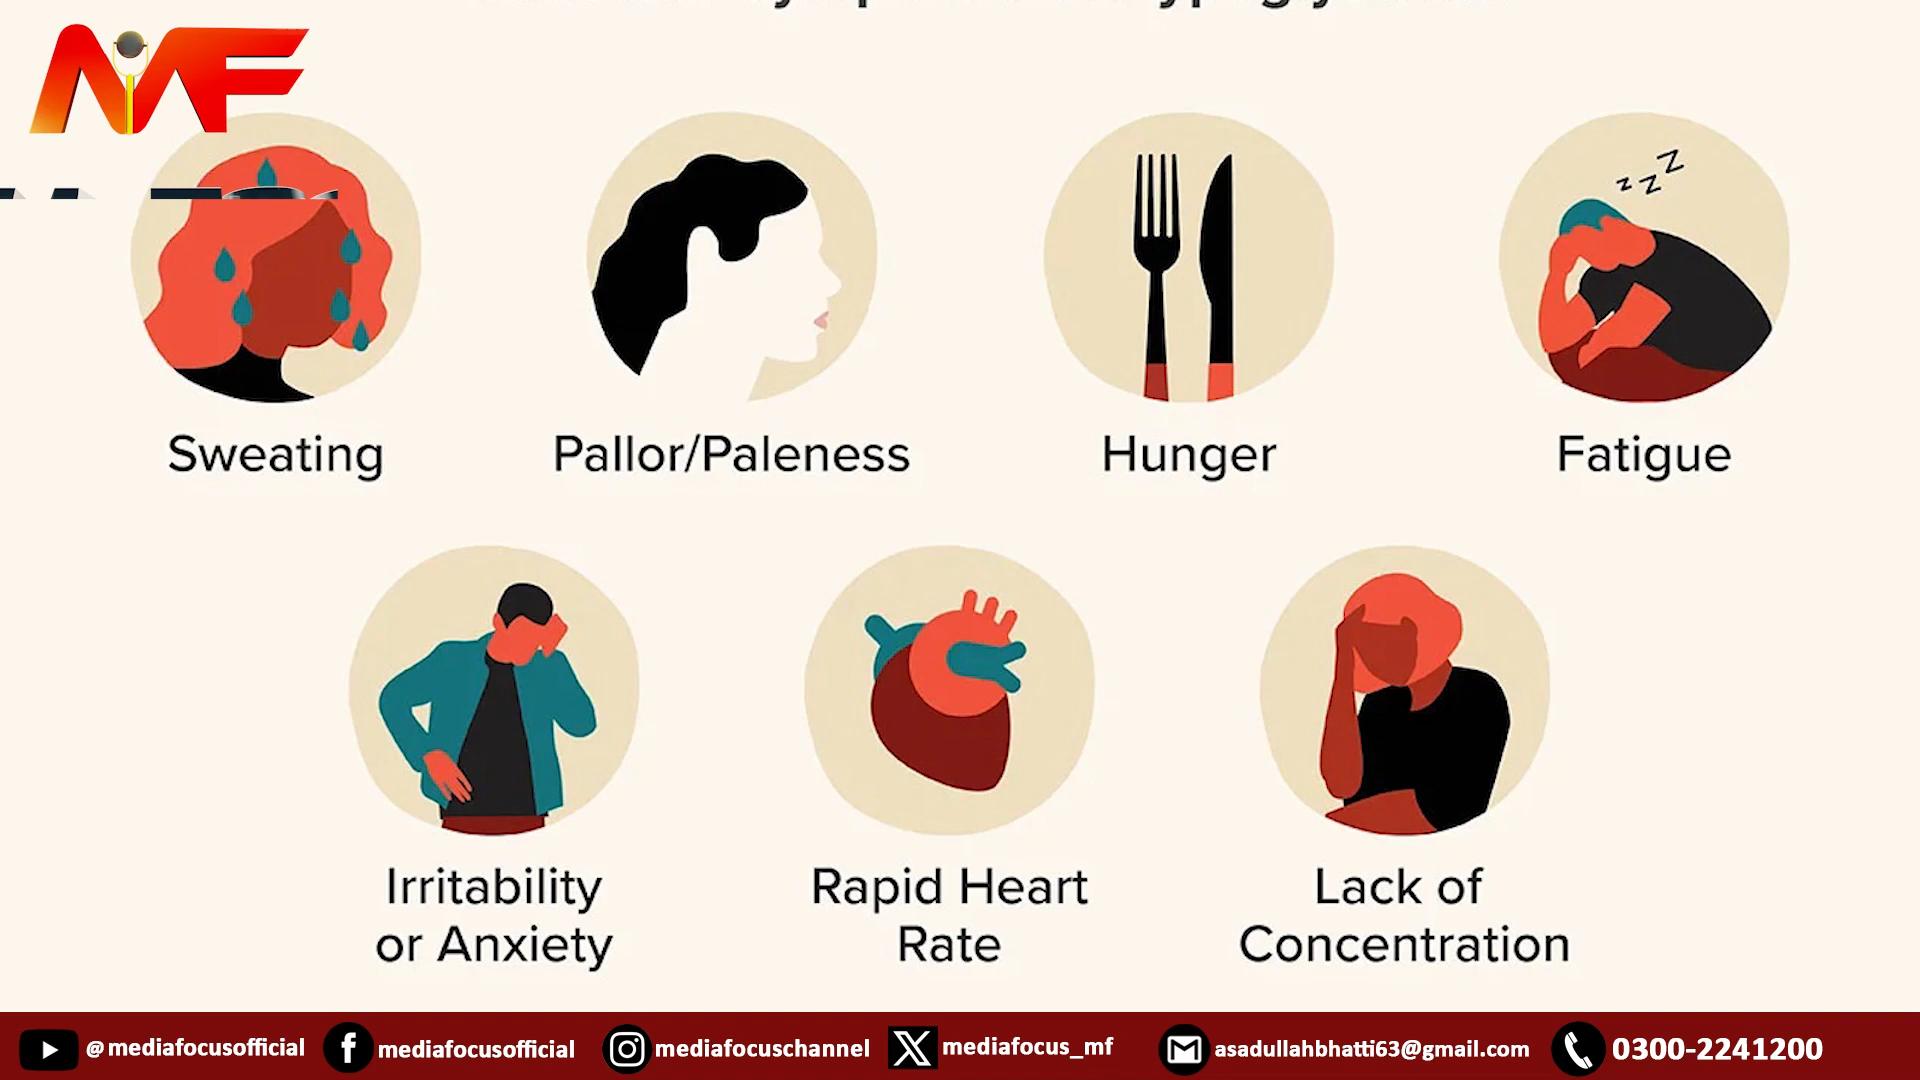 MF
z z z
Sweating
Pallor/Paleness
Hunger
Fatigue
Irritability
or Anxiety
Rapid Heart
Rate
Lack of
Concentration
@mediafocusofficial
mediafocusofficial
mediafocuschannel
mediafocus_mf
asadullahbhatti63@gmail.com
0300-2241200